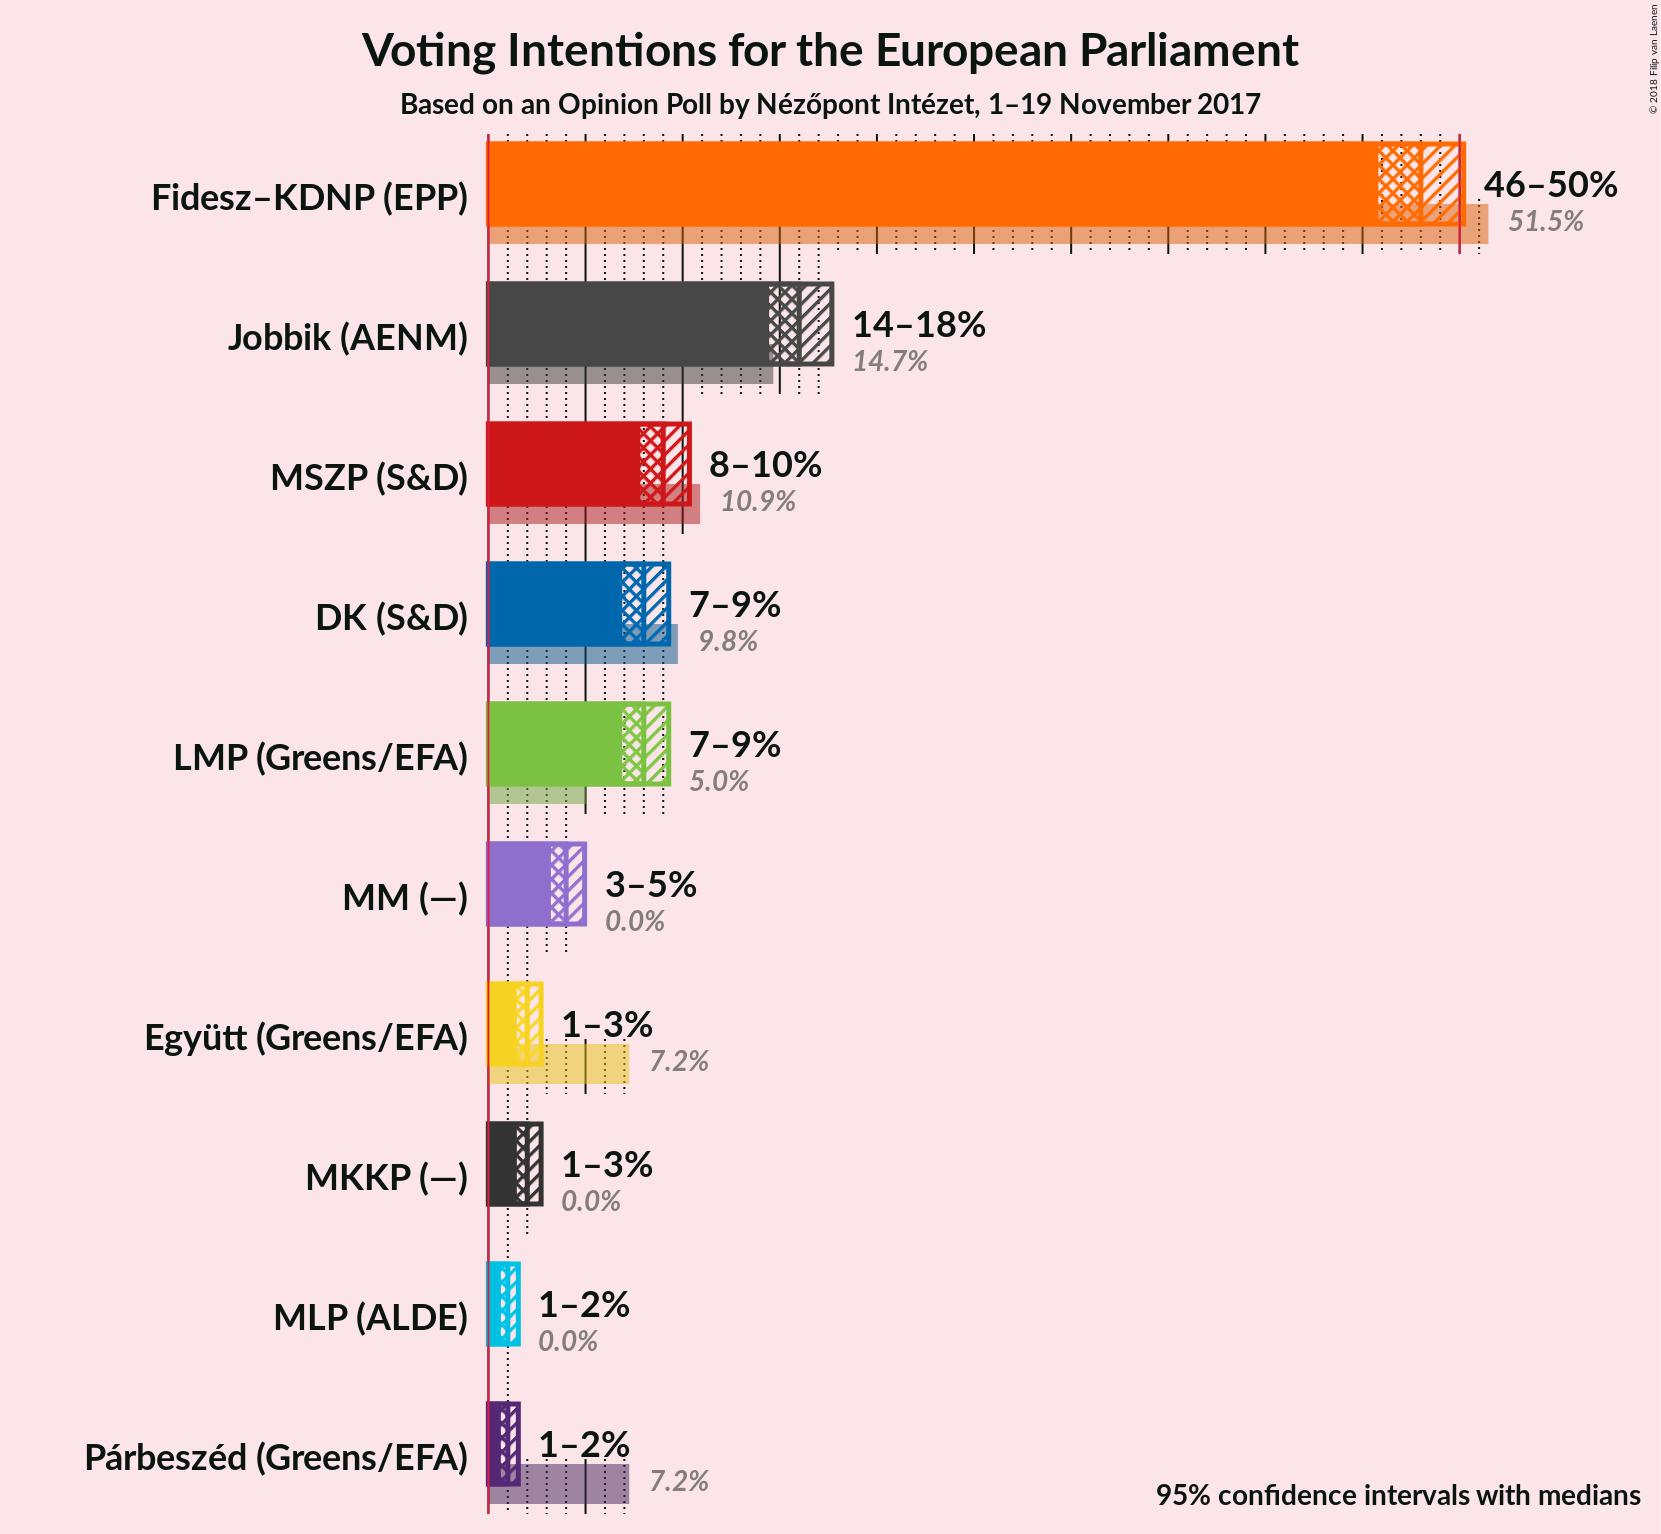 Voting Intentions for the European Parliament
Based on an Opinion Poll by Nézőpont Intézet, 1–19 November 2017
© 2018 Filip van Laenen
Fidesz–KDNP (EPP)
46–50%
51.5%
Jobbik (AENM)
14–18%
14.7%
MSZP (S&D)
8–10%
10.9%
DK (S&D)
7–9%
9.8%
LMP (Greens/EFA)
7–9%
5.0%
MM (—)
3–5%
0.0%
Együtt (Greens/EFA)
1–3%
7.2%
MKKP (—)
1–3%
0.0%
MLP (ALDE)
1–2%
0.0%
Párbeszéd (Greens/EFA)
1–2%
7.2%
95% confidence intervals with medians